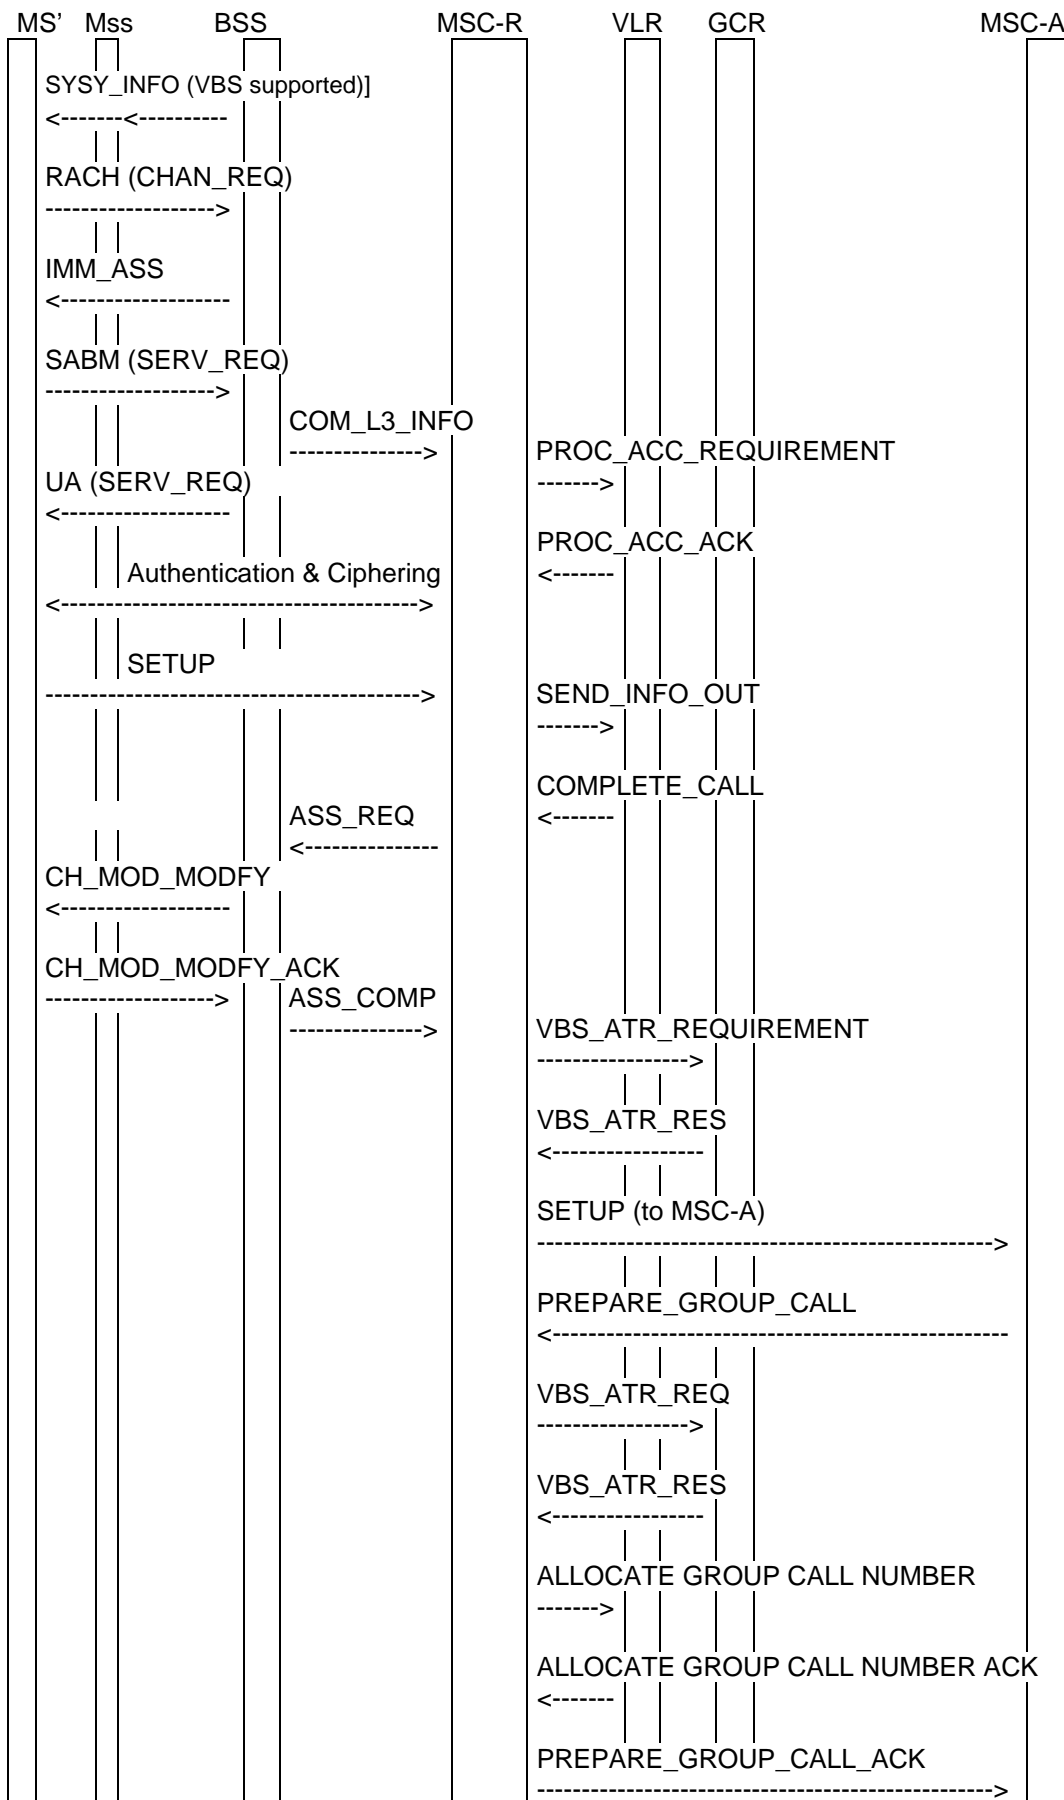 MS’ Mss BSS MSC-R VLR GCR MSC-A
SYSY_INFO (VBS supported)]
<-------<----------
RACH (CHAN_REQ)
------------------->
IMM_ASS
<-------------------
SABM (SERV_REQ)
------------------->
COM_L3_INFO
--------------->
PROC_ACC_REQUIREMENT
------->
UA (SERV_REQ)
<-------------------
PROC_ACC_ACK
<-------
Authentication & Ciphering
<---------------------------------------->
SETUP
------------------------------------------>
SEND_INFO_OUT
------->
COMPLETE_CALL
<-------
ASS_REQ
<---------------
CH_MOD_MODFY
<-------------------
CH_MOD_MODFY_ACK
------------------->
ASS_COMP
--------------->
VBS_ATR_REQUIREMENT
----------------->
VBS_ATR_RES
<-----------------
SETUP (to MSC-A)
--------------------------------------------------->
PREPARE_GROUP_CALL
<---------------------------------------------------
VBS_ATR_REQ
----------------->
VBS_ATR_RES
<-----------------
ALLOCATE GROUP CALL NUMBER
------->
ALLOCATE GROUP CALL NUMBER ACK
<-------
PREPARE_GROUP_CALL_ACK
--------------------------------------------------->